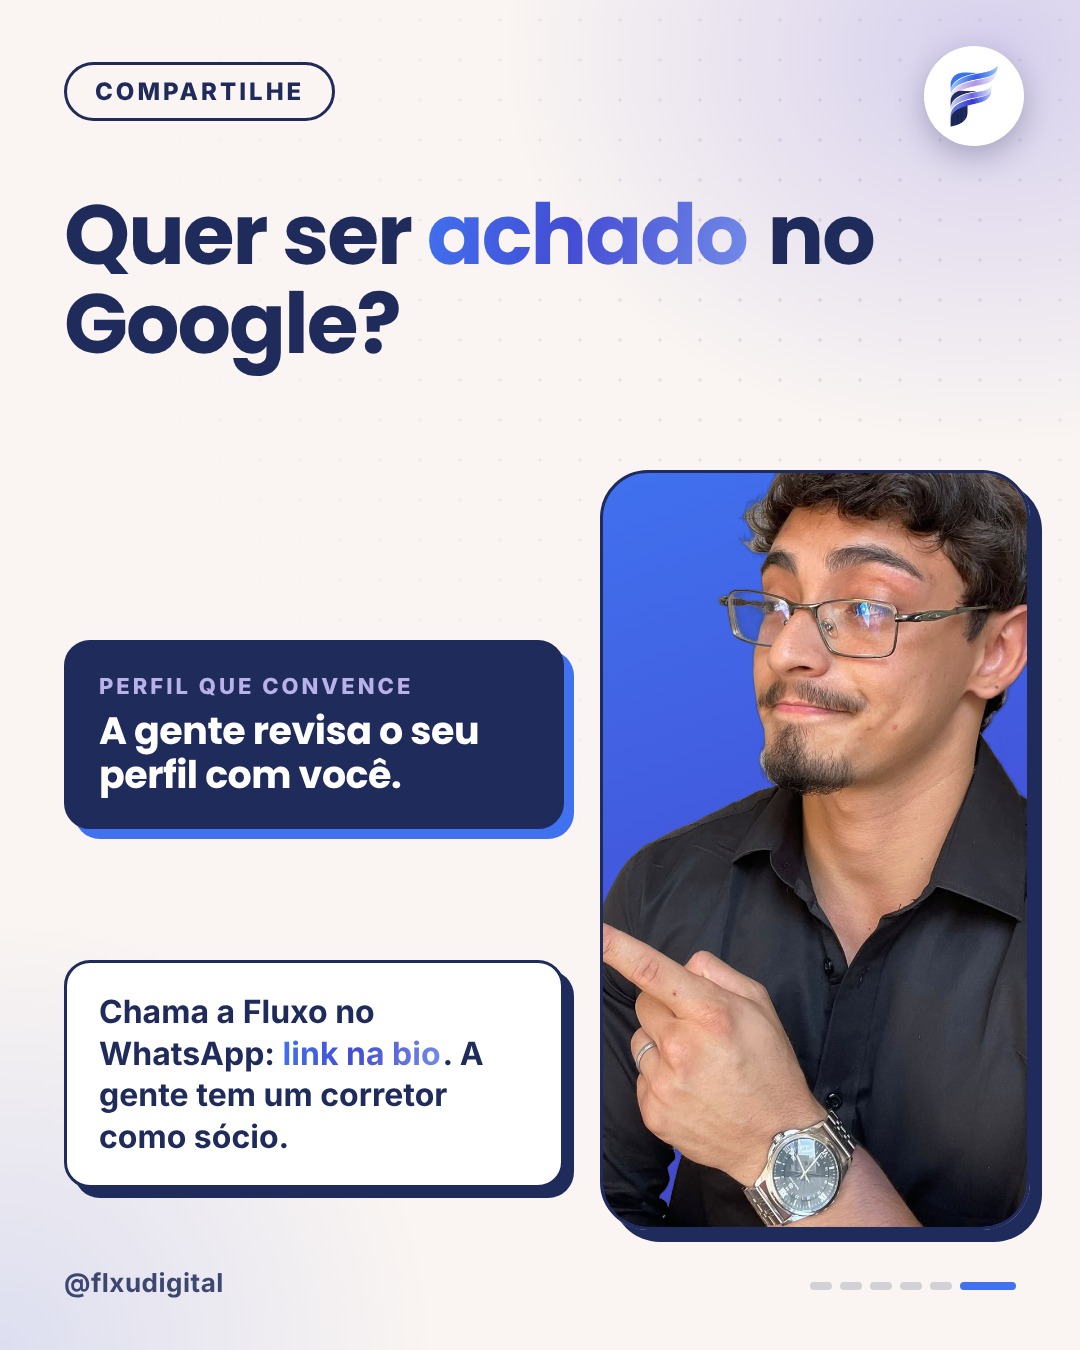 COMPARTILHE
Quer ser achado no
Google?
PERFIL QUE CONVENCE
A gente revisa o seu
perfil com você.
Chama a Fluxo no
WhatsApp: link na bio. A
gente tem um corretor
como sócio.
@flxudigital